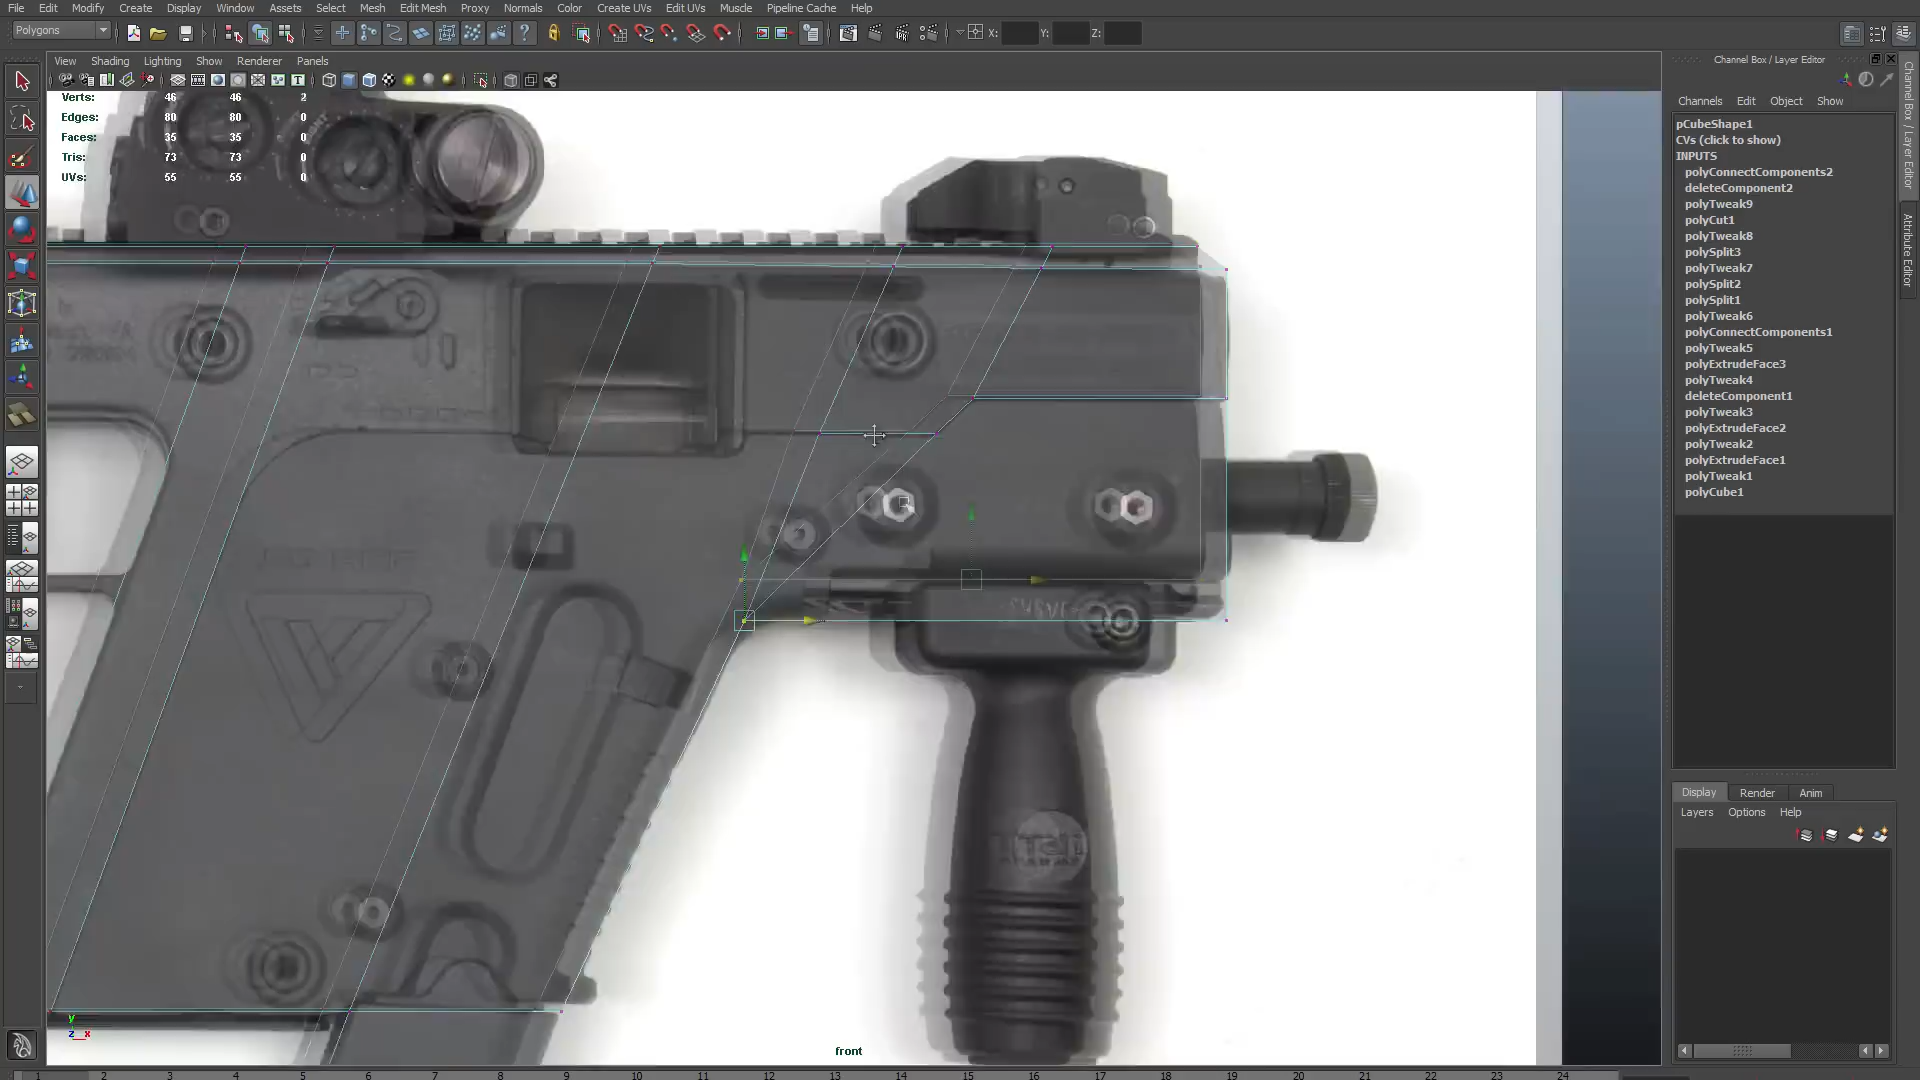 File Edit Modify Create Display Window Assets Select Mesh Edit Mesh Proxy Normals Color Create UVs Edit UVs Muscle Pipeline Cache Help
Polygons X: Y: Z:
View Shading Lighting Show Renderer Panels
Channel Box / Layer Editor
Channels Edit Object Show
Verts: 46 46 2
Edges: 80 80 0
Faces: 35 35 0
Tris: 73 73 0
UVs: 55 55 0
pCubeShape1
CVs (click to show)
INPUTS
polyConnectComponents2
deleteComponent2
polyTweak9
polyCut1
polyTweak8
polySplit3
polyTweak7
polySplit2
polySplit1
polyTweak6
polyConnectComponents1
polyTweak5
polyExtrudeFace3
polyTweak4
deleteComponent1
polyTweak3
polyExtrudeFace2
polyTweak2
polyExtrudeFace1
polyTweak1
polyCube1
Channel Box / Layer Editor
Attribute Editor
Display Render Anim
Layers Options Help
y
z x
front
1 2 3 4 5 6 7 8 9 10 11 12 13 14 15 16 17 18 19 20 21 22 23 24